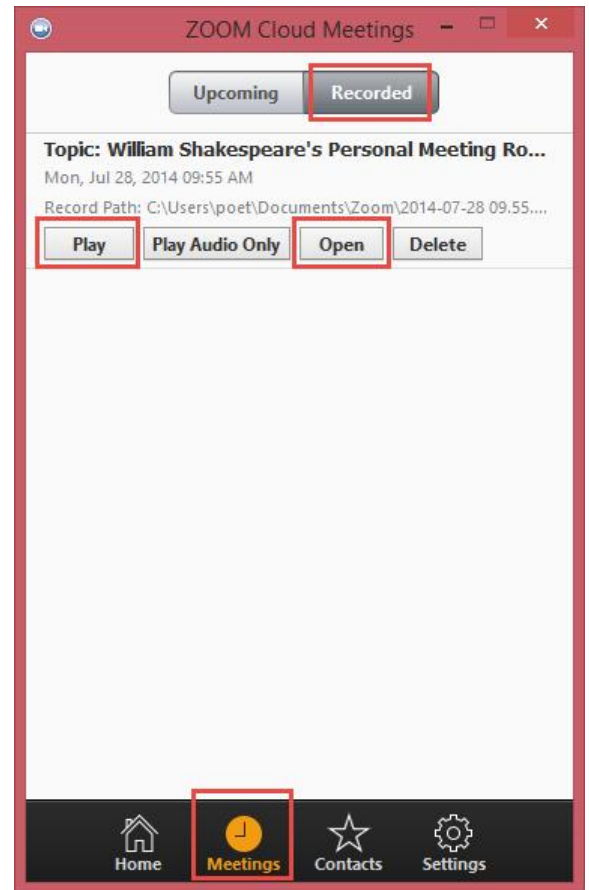 ZOOM Cloud Meetings
Upcoming Recorded
Topic: William Shakespeare's Personal Meeting Ro...
Mon, Jul 28, 2014 09:55 AM
Record Path: C:\Users\poet\Documents\Zoom\2014-07-28 09.55....
Play Play Audio Only Open Delete
Home Meetings Contacts Settings